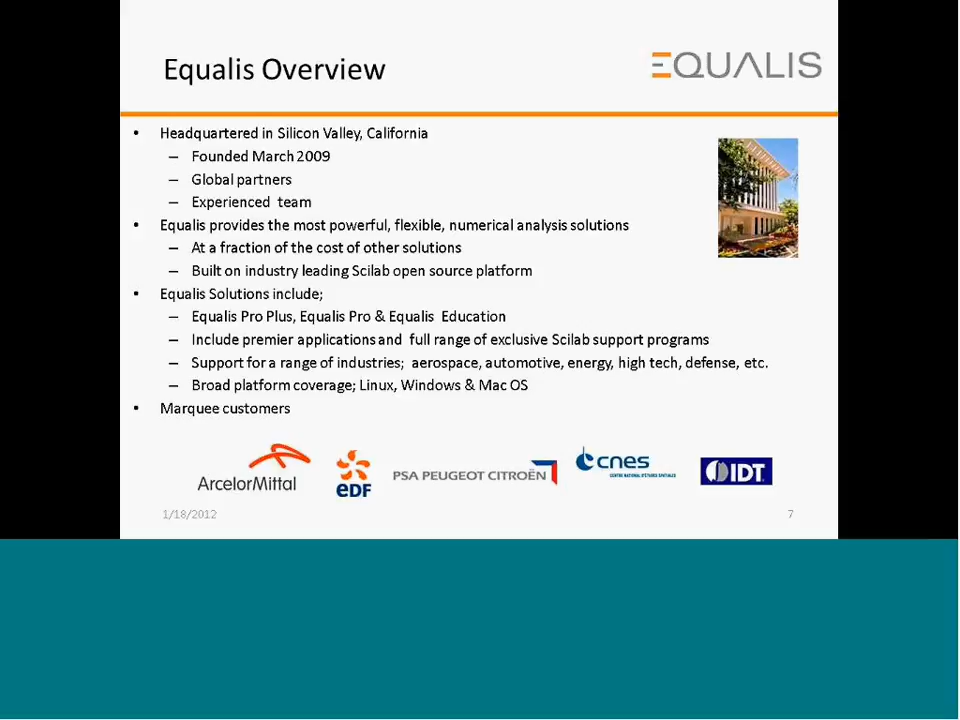 Equalis Overview
EQUALIS
• Headquartered in Silicon Valley, California
– Founded March 2009
– Global partners
– Experienced team
• Equalis provides the most powerful, flexible, numerical analysis solutions
– At a fraction of the cost of other solutions
– Built on industry leading Scilab open source platform
• Equalis Solutions include;
– Equalis Pro Plus, Equalis Pro & Equalis Education
– Include premier applications and full range of exclusive Scilab support programs
– Support for a range of industries; aerospace, automotive, energy, high tech, defense, etc.
– Broad platform coverage; Linux, Windows & Mac OS
• Marquee customers
ArcelorMittal
eDF
PSA PEUGEOT CITROËN
cnes
CENTRE NATIONAL D'ÉTUDES SPATIALES
IDT
1/18/2012
7